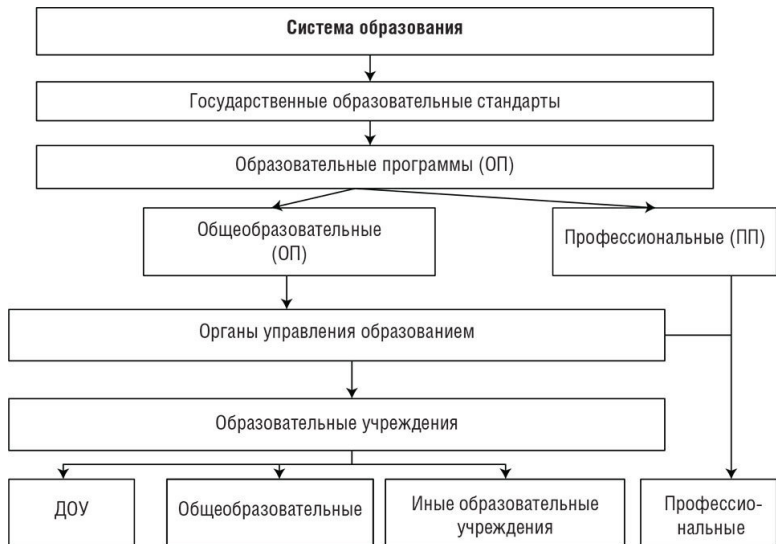 Система образования
Государственные образовательные стандарты
Образовательные программы (ОП)
Общеобразовательные
(ОП)
Профессиональные (ПП)
Органы управления образованием
Образовательные учреждения
ДОУ
Общеобразовательные
Иные образовательные
учреждения
Профессио-
нальные